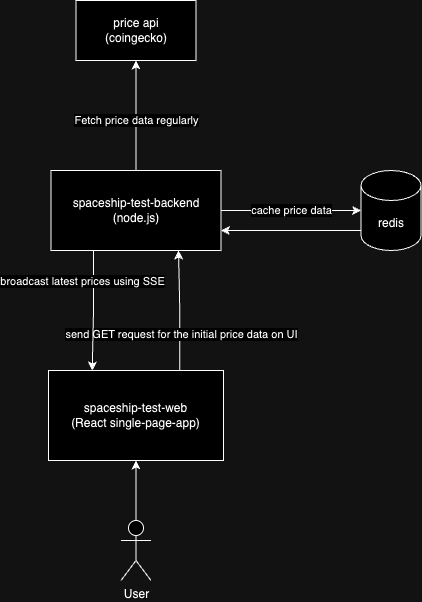 price api
(coingecko)
Fetch price data regularly
spaceship-test-backend
(node.js)
cache price data
redis
broadcast latest prices using SSE
send GET request for the initial price data on UI
spaceship-test-web
(React single-page-app)
User